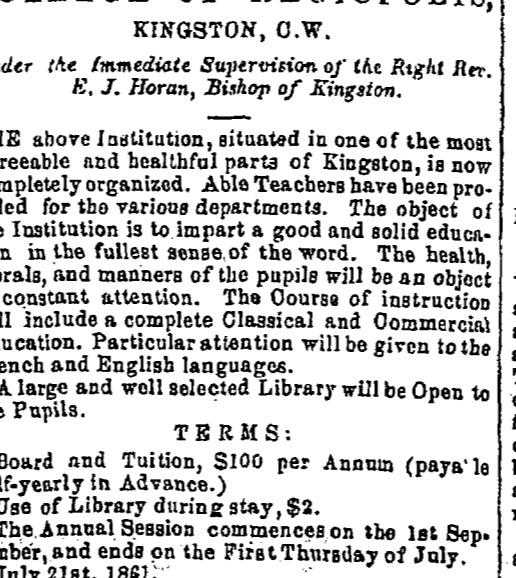 KINGSTON, C.W.
der the Immediate Supervision of the Right Rev.
E. J. Horan, Bishop of Kingston.
IE above Institution, situated in one of the most
reeable and healthful parts of Kingston, is now
mpletely organized. Able Teachers have been pro-
ded for the various departments. The object of
e Institution is to impart a good and solid educa-
n in the fullest sense of the word. The health,
orals, and manners of the pupils will be an object
constant attention. The Course of instruction
ll include a complete Classical and Commercial
ucation. Particular attention will be given to the
ench and English languages.
A large and well selected Library will be Open to
e Pupils.
TERMS:
Board and Tuition, $100 per Annum (paya'le
lf-yearly in Advance.)
Use of Library during stay, $2.
The Annual Session commences on the 1st Sep-
mber, and ends on the First Thursday of July.
July 21st, 1861.